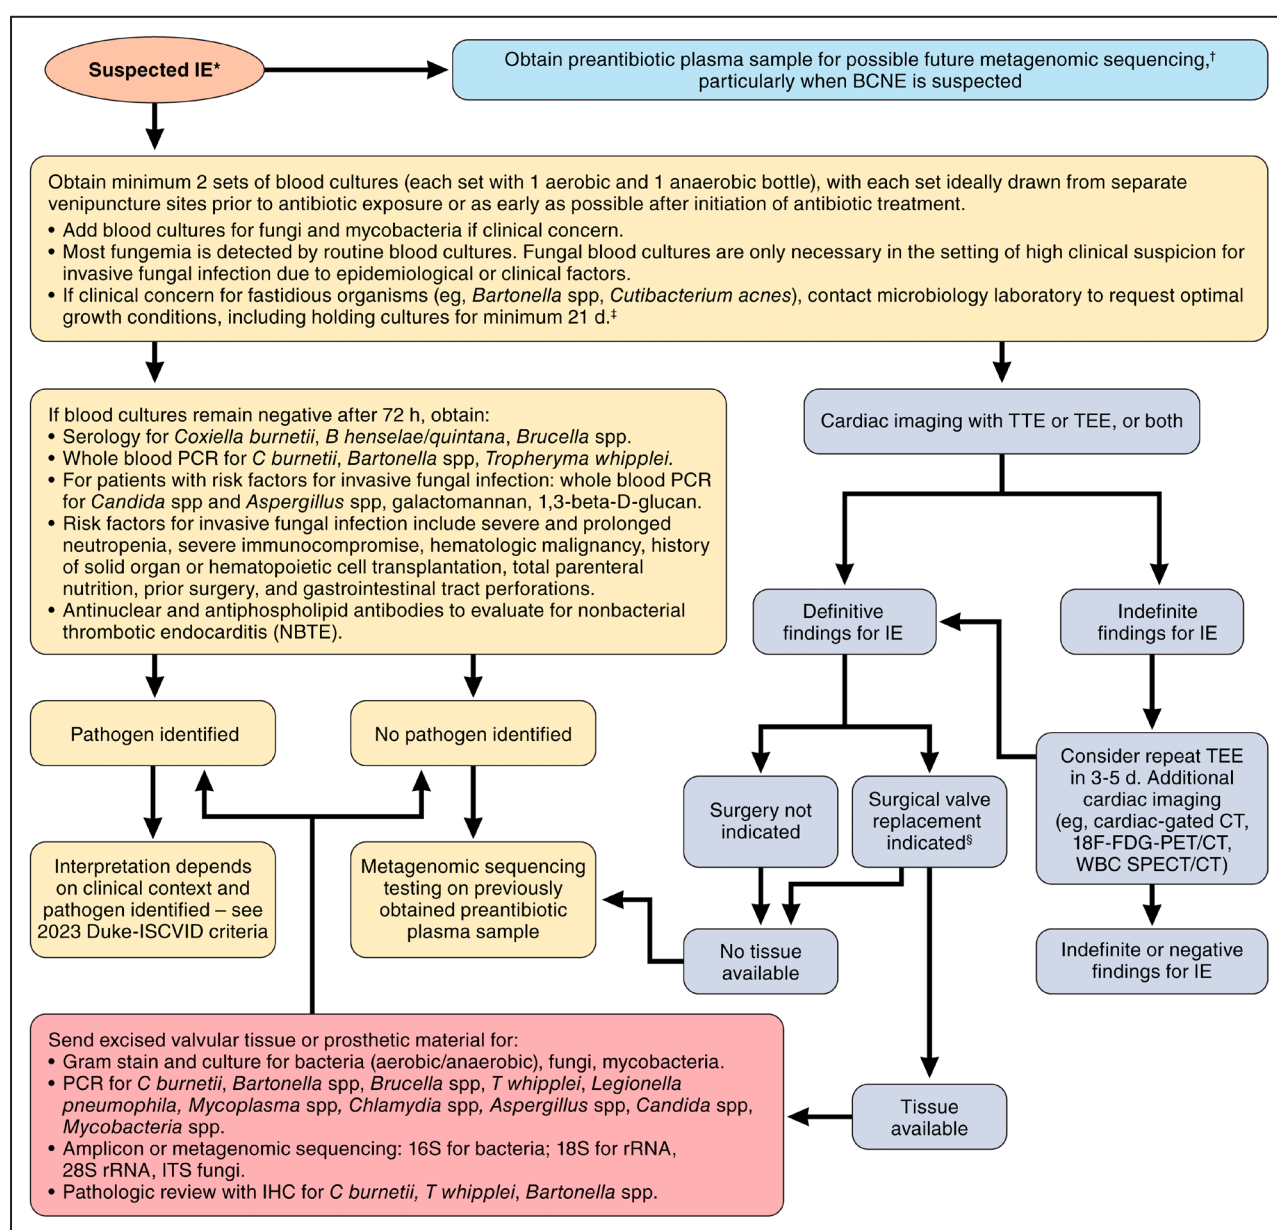 Suspected IE*
Obtain preantibiotic plasma sample for possible future metagenomic sequencing,†
particularly when BCNE is suspected
Obtain minimum 2 sets of blood cultures (each set with 1 aerobic and 1 anaerobic bottle), with each set ideally drawn from separate
venipuncture sites prior to antibiotic exposure or as early as possible after initiation of antibiotic treatment.
• Add blood cultures for fungi and mycobacteria if clinical concern.
• Most fungemia is detected by routine blood cultures. Fungal blood cultures are only necessary in the setting of high clinical suspicion for
invasive fungal infection due to epidemiological or clinical factors.
• If clinical concern for fastidious organisms (eg, Bartonella spp, Cutibacterium acnes), contact microbiology laboratory to request optimal
growth conditions, including holding cultures for minimum 21 d.‡
If blood cultures remain negative after 72 h, obtain:
• Serology for Coxiella burnetii, B henselae/quintana, Brucella spp.
• Whole blood PCR for C burnetii, Bartonella spp, Tropheryma whipplei.
• For patients with risk factors for invasive fungal infection: whole blood PCR
for Candida spp and Aspergillus spp, galactomannan, 1,3-beta-D-glucan.
• Risk factors for invasive fungal infection include severe and prolonged
neutropenia, severe immunocompromise, hematologic malignancy, history
of solid organ or hematopoietic cell transplantation, total parenteral
nutrition, prior surgery, and gastrointestinal tract perforations.
• Antinuclear and antiphospholipid antibodies to evaluate for nonbacterial
thrombotic endocarditis (NBTE).
Cardiac imaging with TTE or TEE, or both
Definitive
findings for IE
Indefinite
findings for IE
Pathogen identified
No pathogen identified
Surgery not
indicated
Surgical valve
replacement
indicated§
Consider repeat TEE
in 3-5 d. Additional
cardiac imaging
(eg, cardiac-gated CT,
18F-FDG-PET/CT,
WBC SPECT/CT)
Interpretation depends
on clinical context and
pathogen identified – see
2023 Duke-ISCVID criteria
Metagenomic sequencing
testing on previously
obtained preantibiotic
plasma sample
No tissue
available
Indefinite or negative
findings for IE
Send excised valvular tissue or prosthetic material for:
• Gram stain and culture for bacteria (aerobic/anaerobic), fungi, mycobacteria.
• PCR for C burnetii, Bartonella spp, Brucella spp, T whipplei, Legionella
pneumophila, Mycoplasma spp, Chlamydia spp, Aspergillus spp, Candida spp,
Mycobacteria spp.
• Amplicon or metagenomic sequencing: 16S for bacteria; 18S for rRNA,
28S rRNA, ITS fungi.
• Pathologic review with IHC for C burnetii, T whipplei, Bartonella spp.
Tissue
available